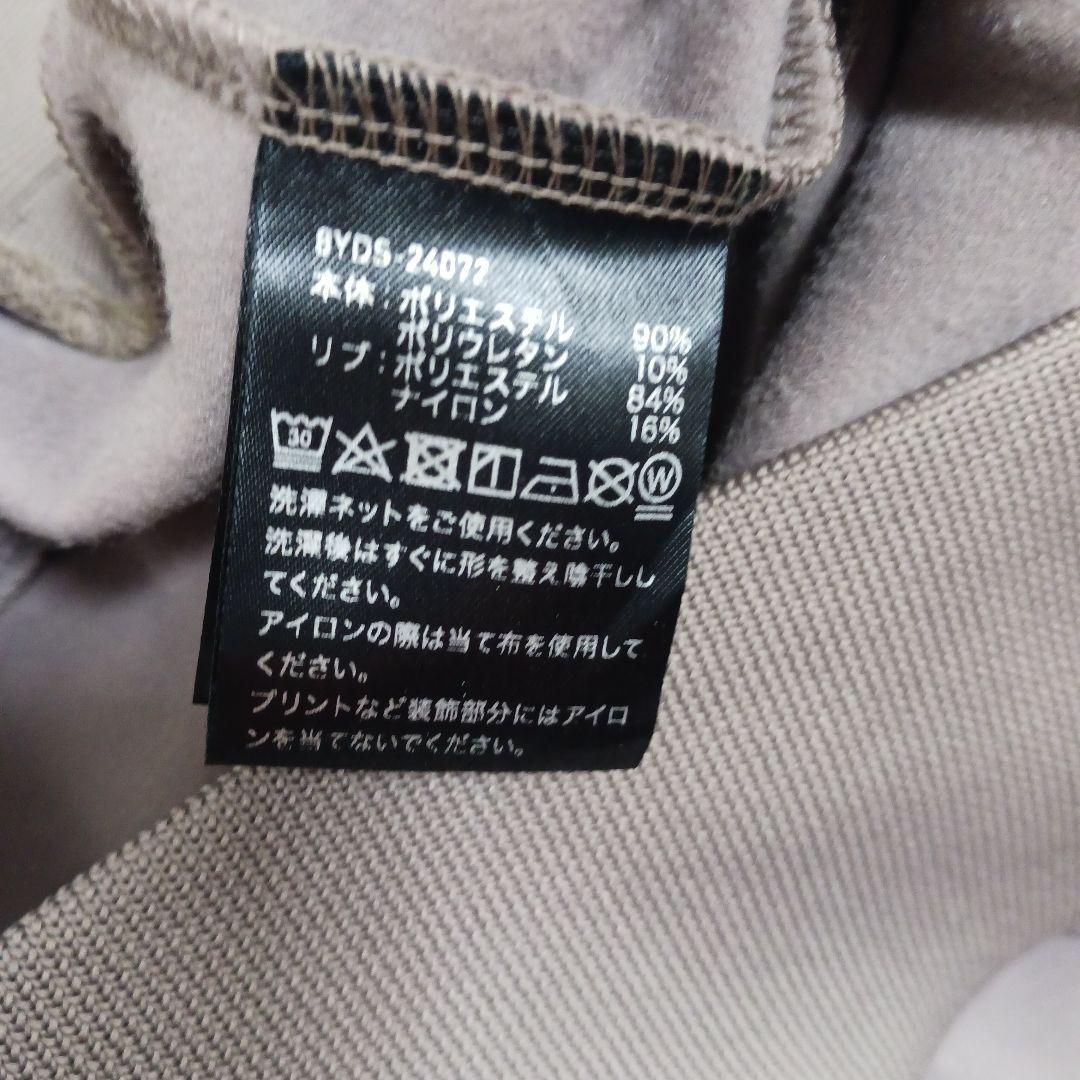 BYDS-24072
本体：ポリエステル 90%
ポリウレタン 10%
リブ：ポリエステル 84%
ナイロン 16%
30
W
洗濯ネットをご使用ください。
洗濯後はすぐに形を整え陰干しし
てください。
アイロンの際は当て布を使用して
ください。
プリントなど装飾部分にはアイロ
ンを当てないでください。